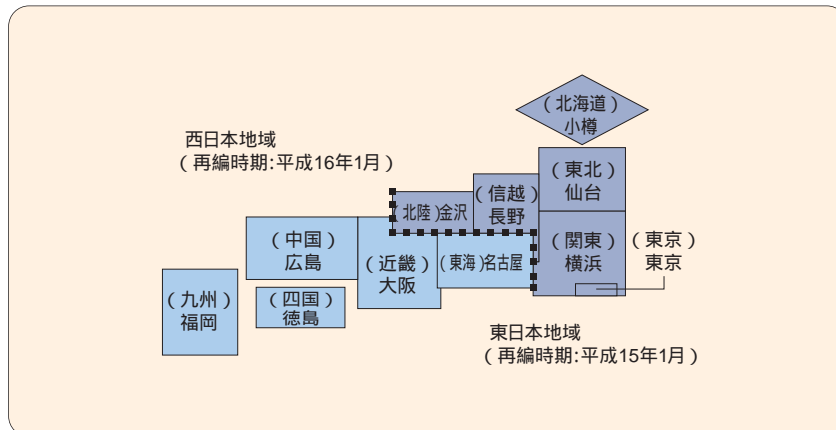 （北海道）
小樽
西日本地域
（再編時期:平成16年1月）
（東北）
仙台
（信越）
長野
（北陸）金沢
（関東）
横浜
（東京）
東京
（中国）
広島
（近畿）
大阪
（東海）名古屋
（九州）
福岡
（四国）
徳島
東日本地域
（再編時期:平成15年1月）